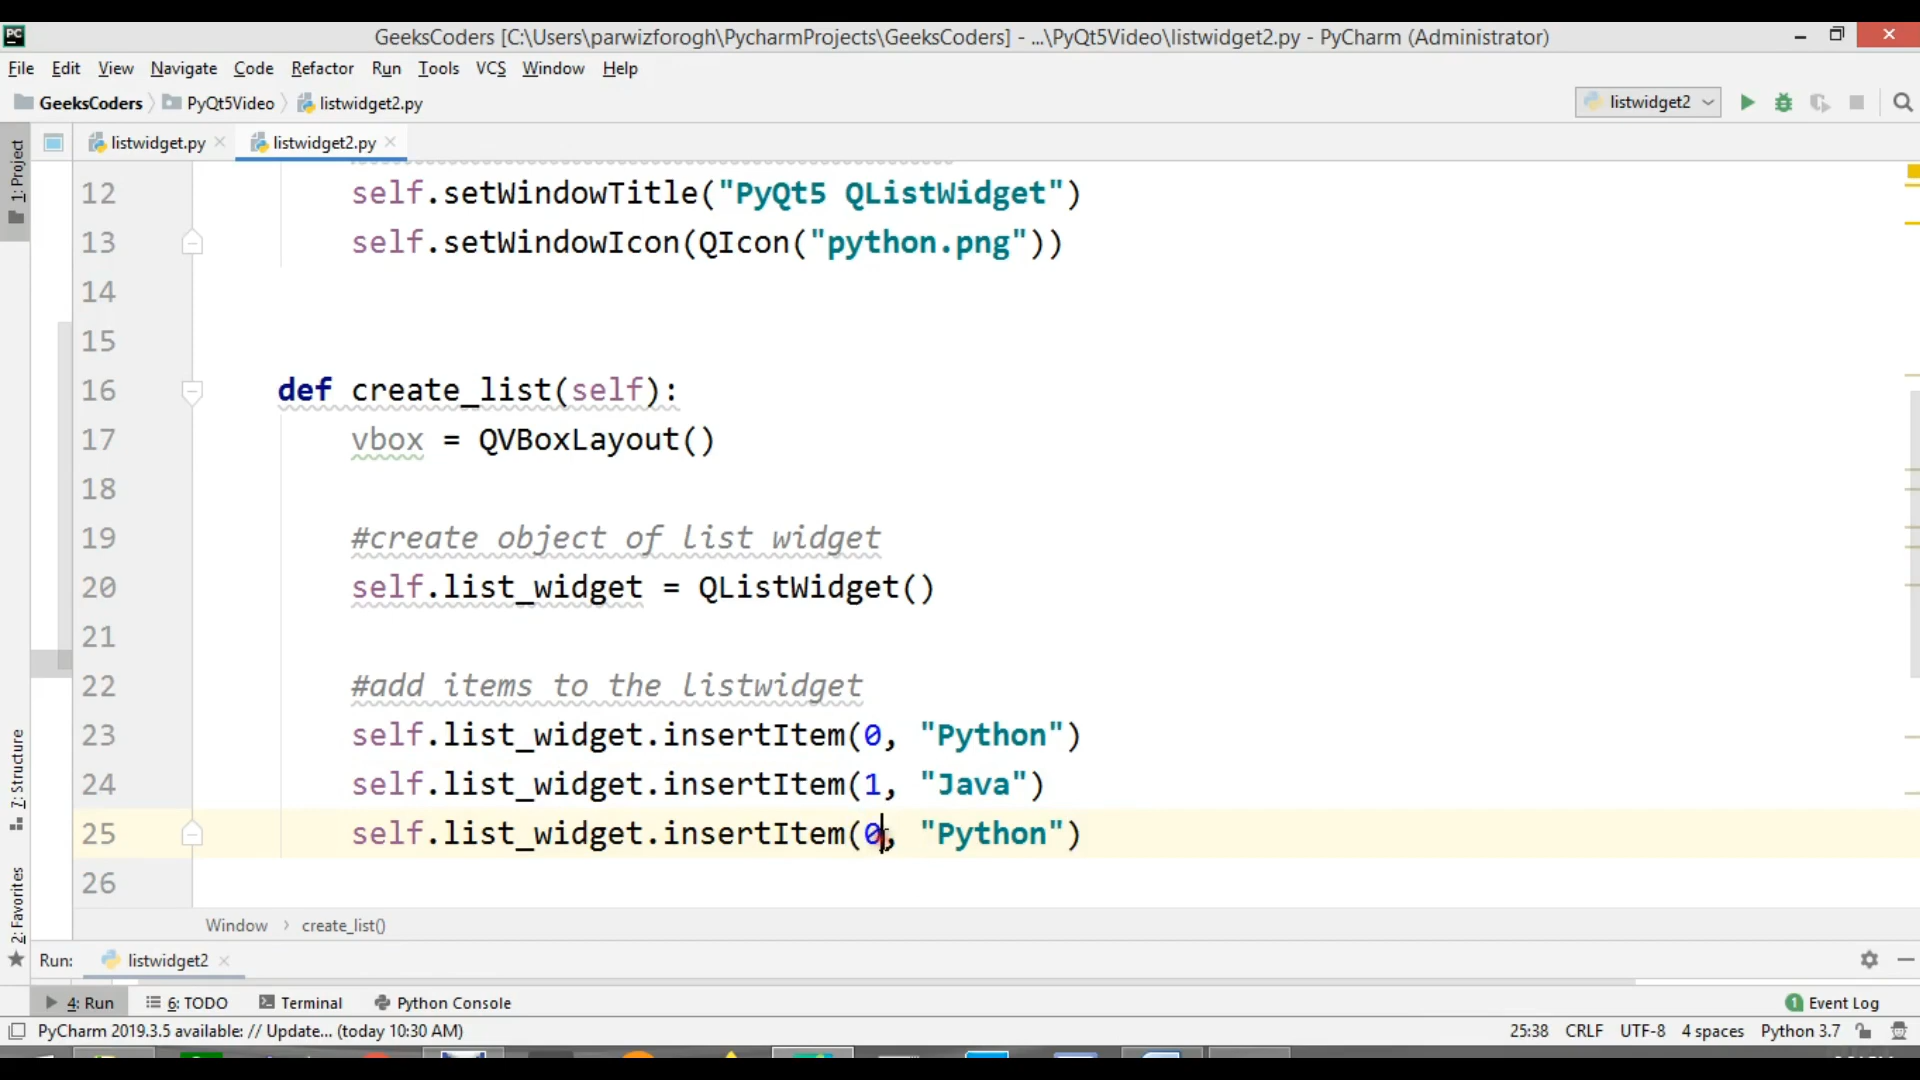 PC GeeksCoders [C:\Users\parwizforogh\PycharmProjects\GeeksCoders] - ...\PyQt5Video\listwidget2.py - PyCharm (Administrator)
File Edit View Navigate Code Refactor Run Tools VCS Window Help
GeeksCoders PyQt5Video listwidget2.py listwidget2
1: Project
listwidget.py listwidget2.py
12 self.setWindowTitle("PyQt5 QListWidget")
13 self.setWindowIcon(QIcon("python.png"))
14
15
16 def create_list(self):
17 vbox = QVBoxLayout()
18
19 #create object of list widget
20 self.list_widget = QListWidget()
21
22 #add items to the listwidget
23 self.list_widget.insertItem(0, "Python")
24 self.list_widget.insertItem(1, "Java")
25 self.list_widget.insertItem(0, "Python")
26
7: Structure
2: Favorites
Window › create_list()
Run: listwidget2
4: Run 6: TODO Terminal Python Console 1 Event Log
PyCharm 2019.3.5 available: // Update... (today 10:30 AM) 25:38 CRLF UTF-8 4 spaces Python 3.7